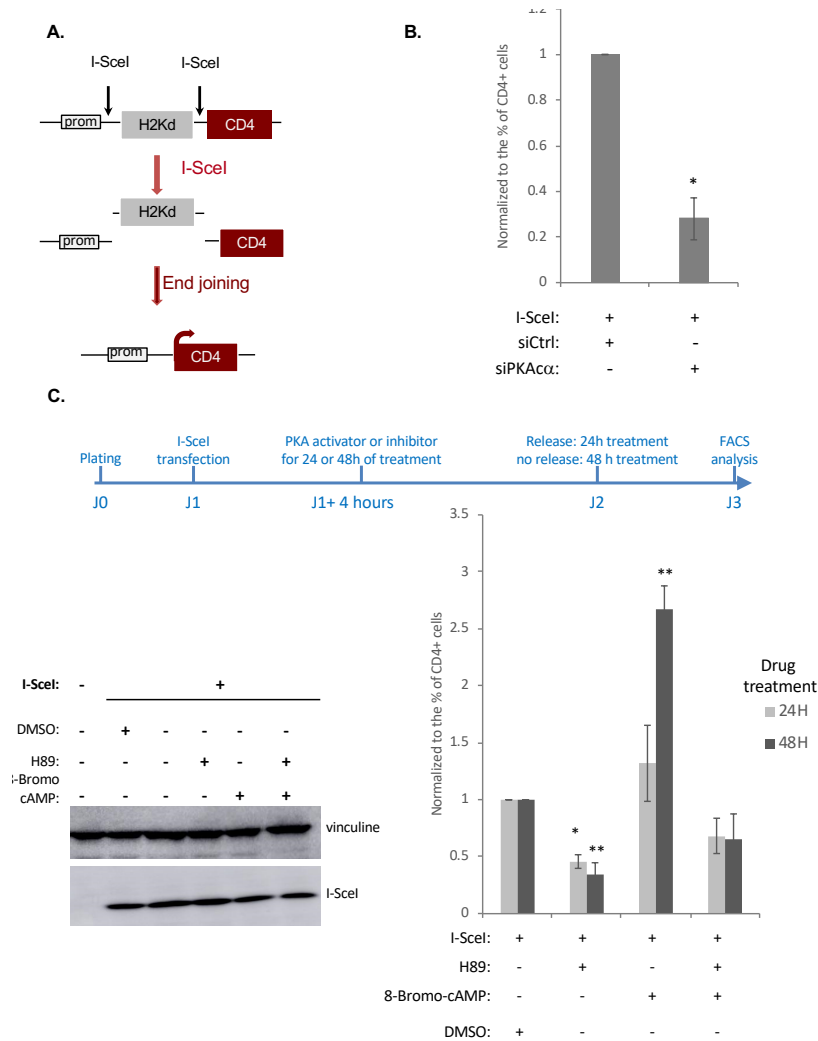 A.
I-SceI
I-SceI
prom
H2Kd
CD4
I-SceI
H2Kd
prom
CD4
End joining
prom
CD4
B.
Normalized to the % of CD4+ cells
1
0.8
0.6
0.4
0.2
0
*
I-SceI: + +
siCtrl: + -
siPKAcα: - +
C.
Plating
I-SceI
transfection
PKA activator or inhibitor
for 24 or 48h of treatment
Release: 24h treatment
no release: 48 h treatment
FACS
analysis
J0
J1
J1+ 4 hours
J2
J3
I-SceI: - +
DMSO: - + - - - -
H89: - - - + - +
8-Bromo
cAMP: - - - - + +
vinculine
I-SceI
Normalized to the % of CD4+ cells
3.5
3
2.5
2
1.5
1
0.5
0
*
**
**
Drug
treatment
24H
48H
I-SceI: + + + +
H89: - + - +
8-Bromo-cAMP: - - + +
DMSO: + - - -